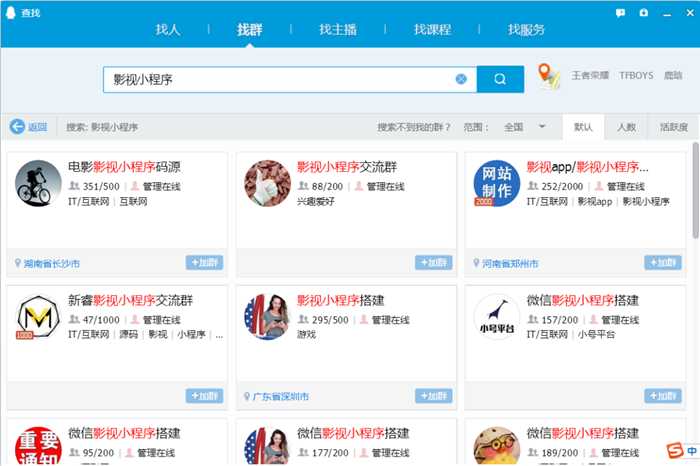 查找
找人 找群 找主播 找课程 找服务
影视小程序
王者荣耀 TFBOYS 鹿晗
返回 搜索: 影视小程序 搜索不到我的群？ 范围： 全国 默认 人数 活跃度
电影影视小程序码源
351/500 管理在线
IT/互联网 | 互联网
湖南省长沙市 +加群
影视小程序交流群
88/200 管理在线
兴趣爱好
+加群
网站制作
2000
影视app/影视小程序...
252/2000 管理在线
IT/互联网 | 影视app | 影视小程序
河南省郑州市 +加群
1000
新睿影视小程序交流群
47/1000 管理在线
IT/互联网 | 源码 | 影视 | 小程序 | ...
+加群
影视小程序搭建
295/500 管理在线
游戏
广东省深圳市 +加群
小号平台
微信影视小程序搭建
157/200 管理在线
IT/互联网 | 小号平台
+加群
重要通知
微信影视小程序搭建
95/200 管理在线
微信影视小程序搭建
177/200 管理在线
微信影视小程序搭建
189/200 管理在线
中